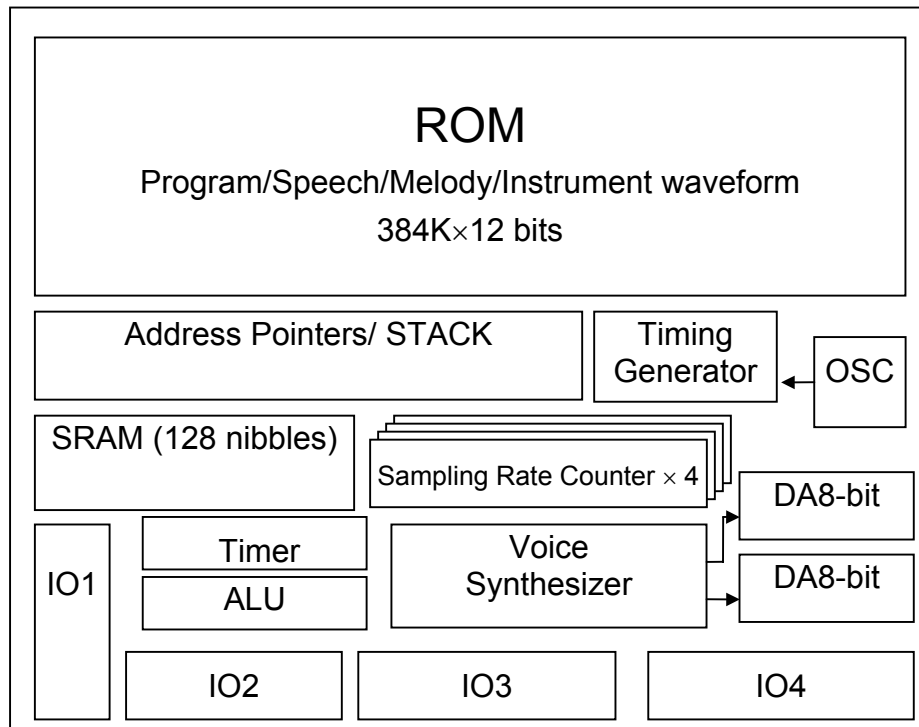 ROM
Program/Speech/Melody/Instrument waveform
384K×12 bits
Address Pointers/ STACK
Timing
Generator
OSC
SRAM (128 nibbles)
Sampling Rate Counter × 4
DA8-bit
IO1
Timer
ALU
Voice
Synthesizer
DA8-bit
IO2
IO3
IO4